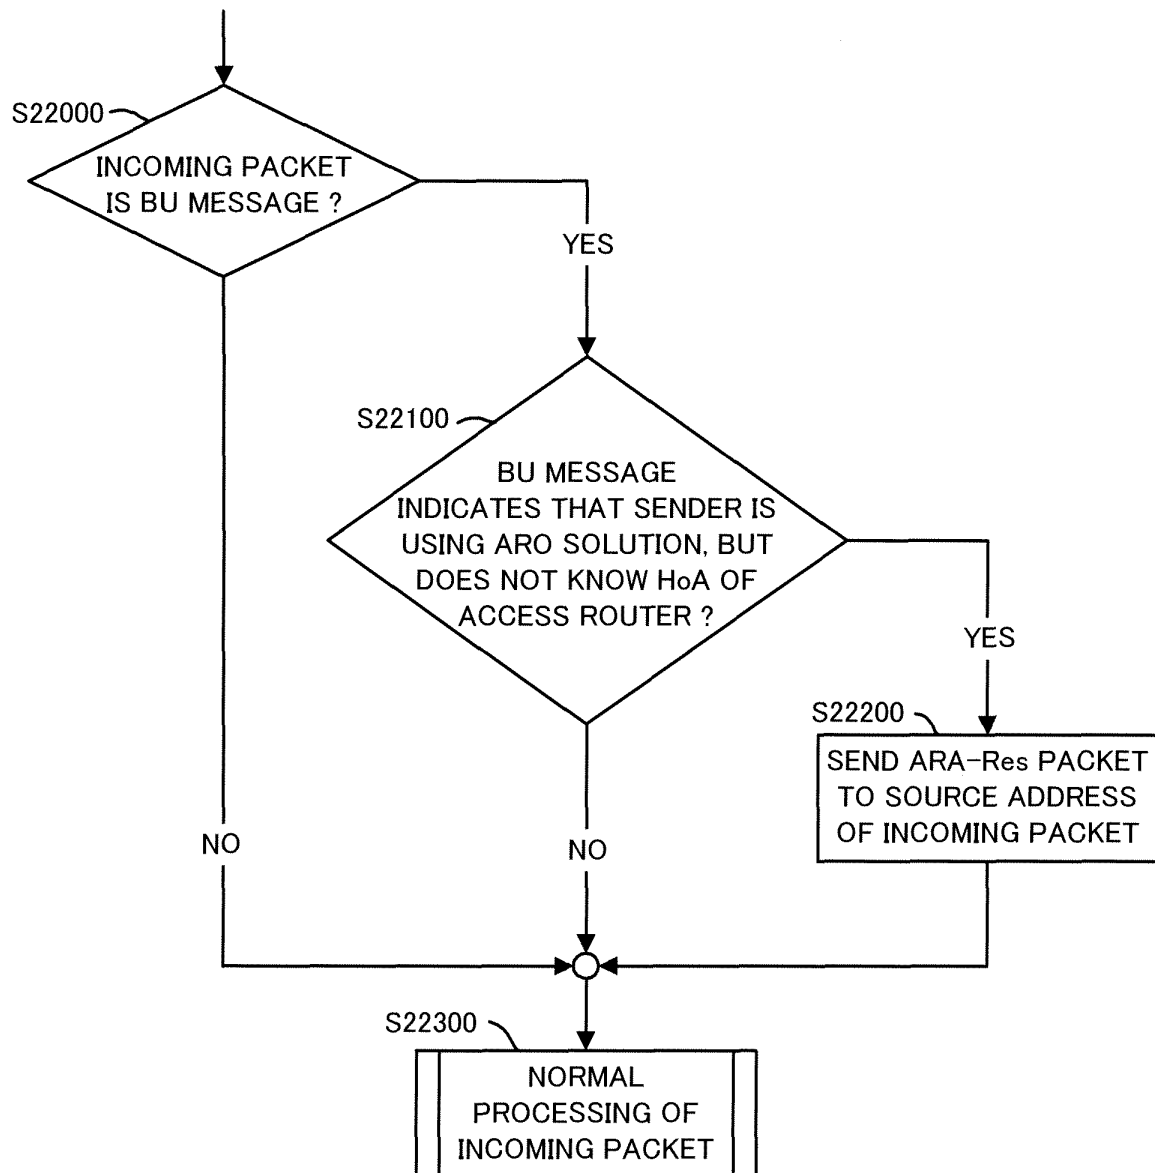 S22000
INCOMING PACKET
IS BU MESSAGE ?
YES
S22100
BU MESSAGE
INDICATES THAT SENDER IS
USING ARO SOLUTION, BUT
DOES NOT KNOW HoA OF
ACCESS ROUTER ?
YES
S22200
SEND ARA-Res PACKET
TO SOURCE ADDRESS
OF INCOMING PACKET
NO
NO
S22300
NORMAL
PROCESSING OF
INCOMING PACKET